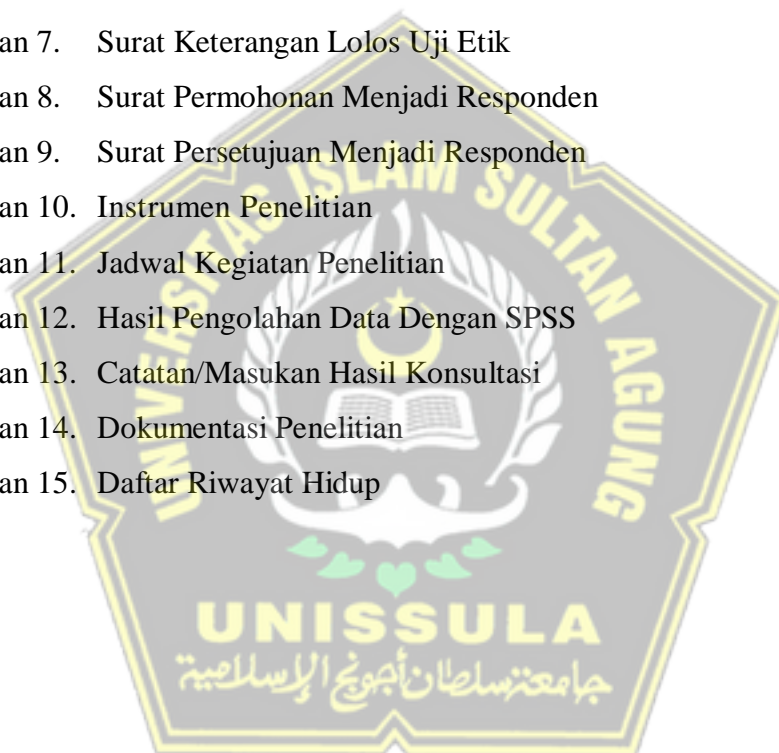 an 7. Surat Keterangan Lolos Uji Etik
an 8. Surat Permohonan Menjadi Responden
an 9. Surat Persetujuan Menjadi Responden
an 10. Instrumen Penelitian
an 11. Jadwal Kegiatan Penelitian
an 12. Hasil Pengolahan Data Dengan SPSS
an 13. Catatan/Masukan Hasil Konsultasi
an 14. Dokumentasi Penelitian
an 15. Daftar Riwayat Hidup
UNIVERSITAS ISLAM SULTAN AGUNG
UNISSULA
جامعة سلطان أجونج الإسلامية